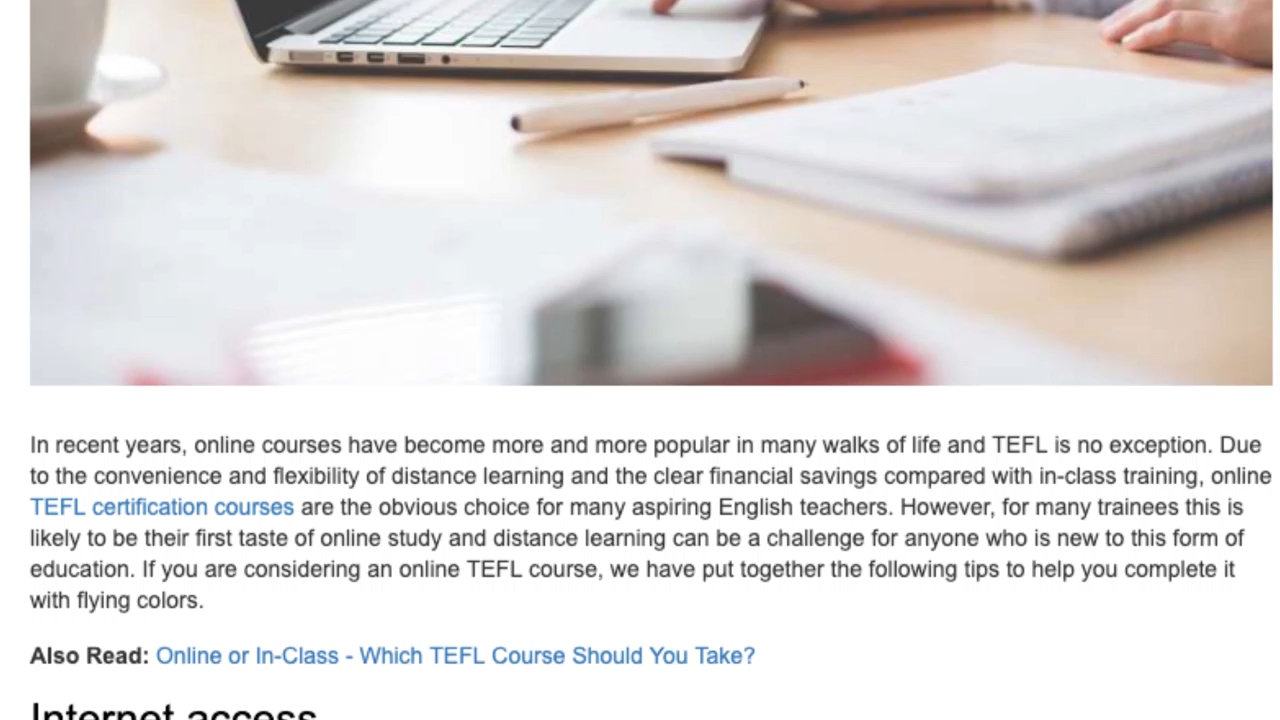 In recent years, online courses have become more and more popular in many walks of life and TEFL is no exception. Due
to the convenience and flexibility of distance learning and the clear financial savings compared with in-class training, online
TEFL certification courses are the obvious choice for many aspiring English teachers. However, for many trainees this is
likely to be their first taste of online study and distance learning can be a challenge for anyone who is new to this form of
education. If you are considering an online TEFL course, we have put together the following tips to help you complete it
with flying colors.
Also Read: Online or In-Class - Which TEFL Course Should You Take?
Internet access